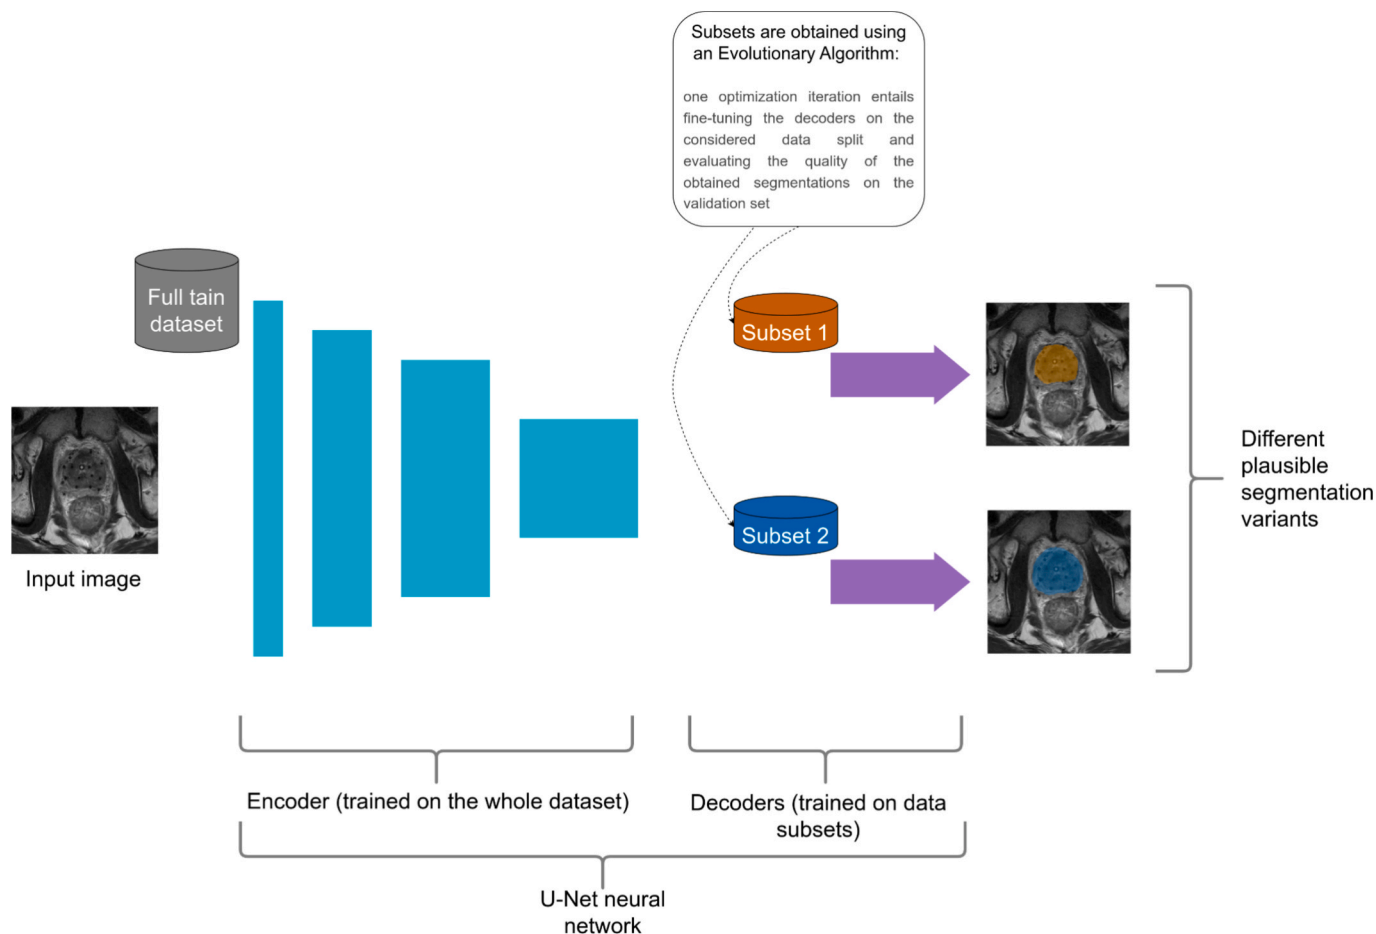 Subsets are obtained using
an Evolutionary Algorithm:
one optimization iteration entails
fine-tuning the decoders on the
considered data split and
evaluating the quality of the
obtained segmentations on the
validation set
Full tain
dataset
Subset 1
Subset 2
Input image
Different
plausible
segmentation
variants
Encoder (trained on the whole dataset)
Decoders (trained on data
subsets)
U-Net neural
network